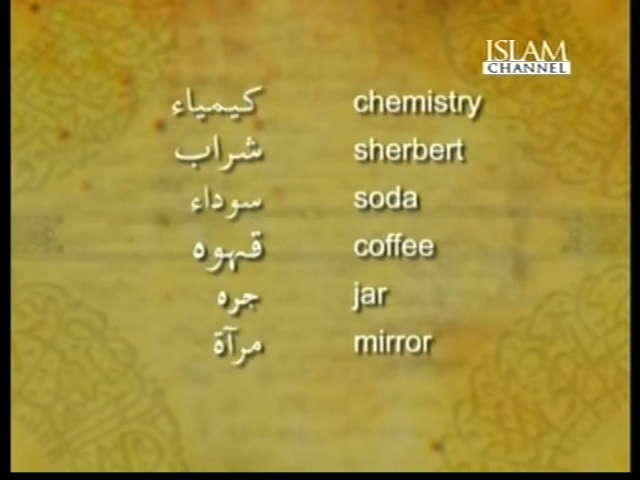 ISLAM
CHANNEL
كيمياء chemistry
شراب sherbert
سوداء soda
قهوه coffee
جره jar
مرآة mirror